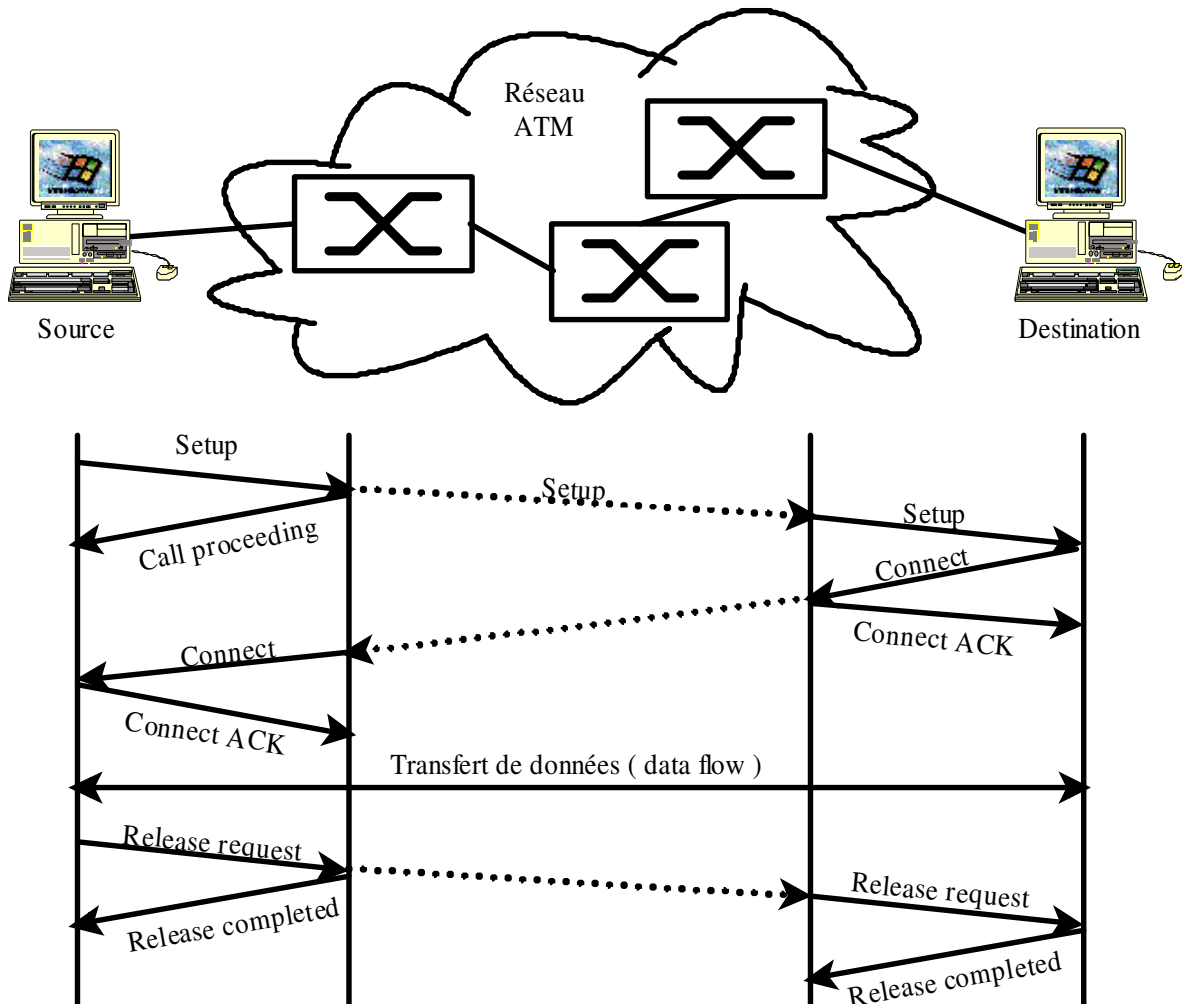 Réseau
ATM
Source
Destination
Setup
Setup
Setup
Call proceeding
Connect
Connect ACK
Connect
Connect ACK
Transfert de données ( data flow )
Release request
Release request
Release completed
Release completed